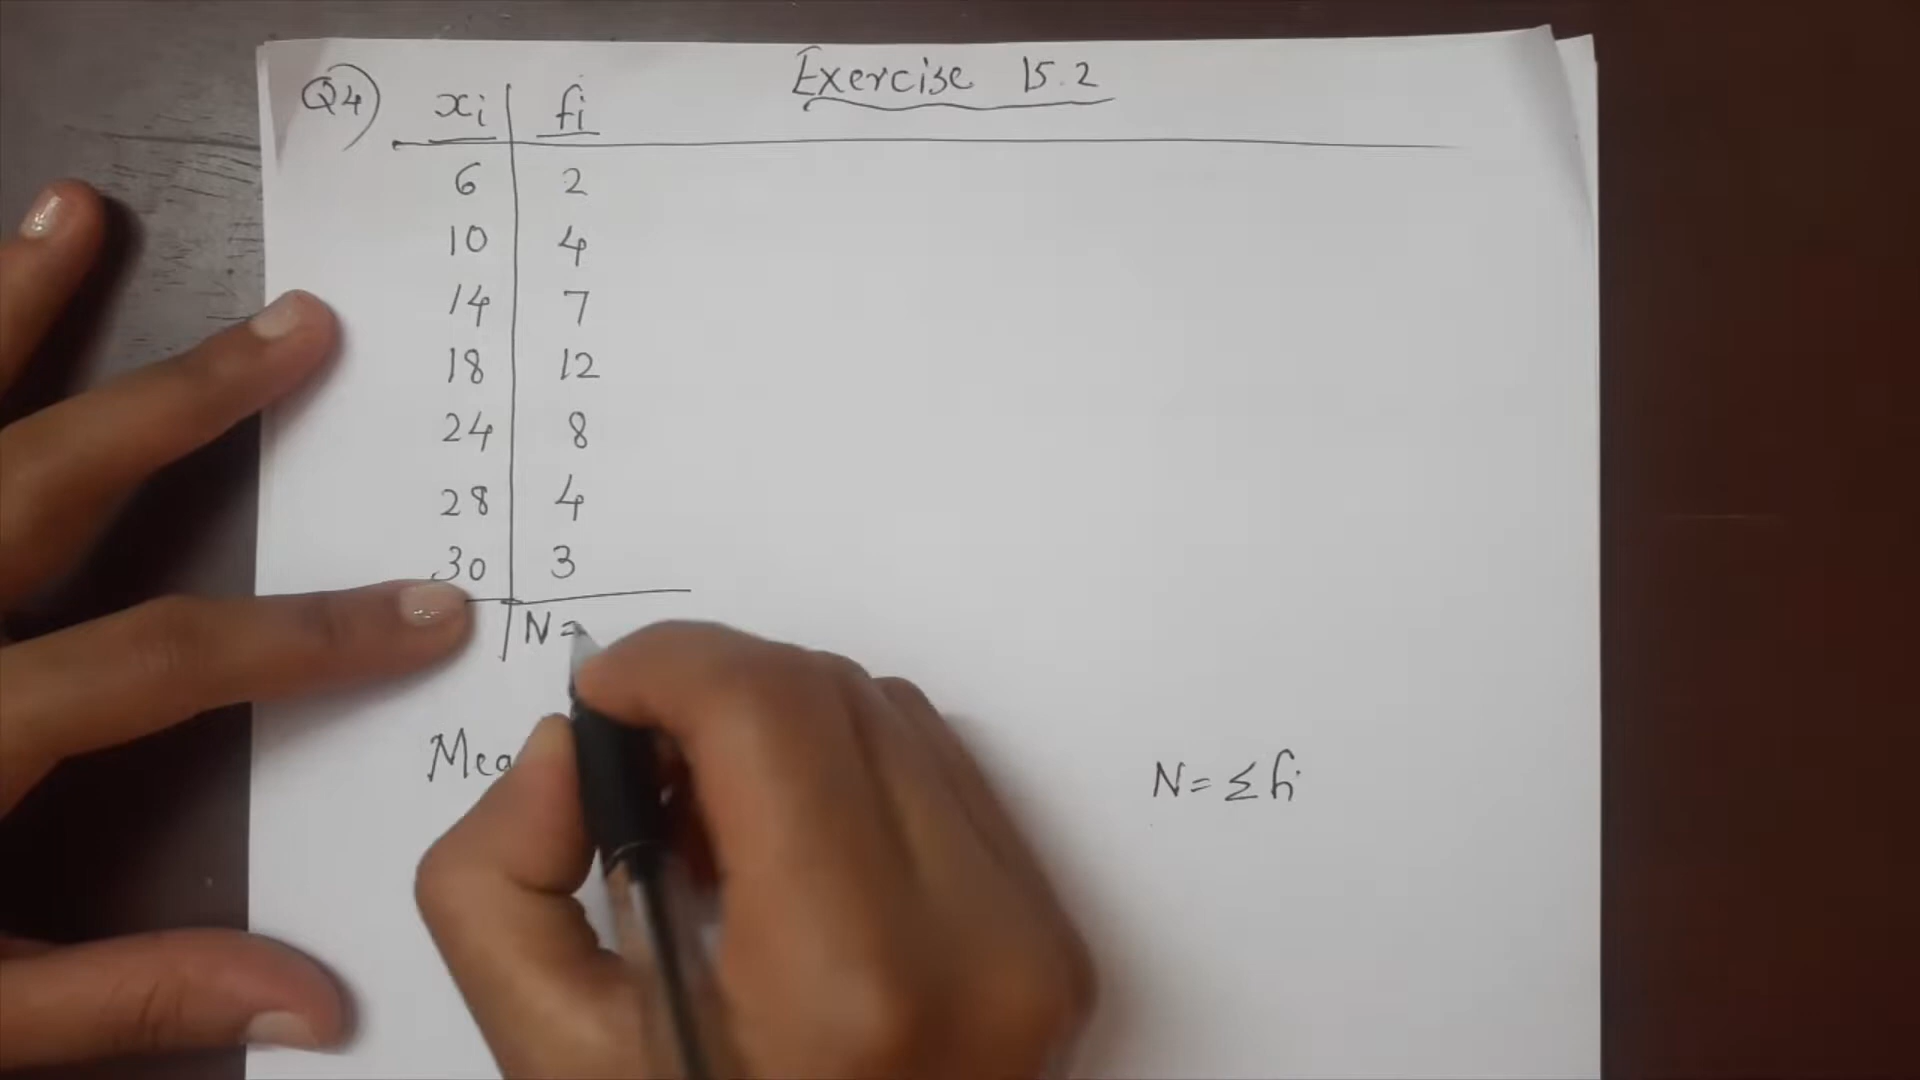 Exercise 15.2
Q4) xi fi
6 2
10 4
14 7
18 12
24 8
28 4
30 3
N =
N = Σ fi